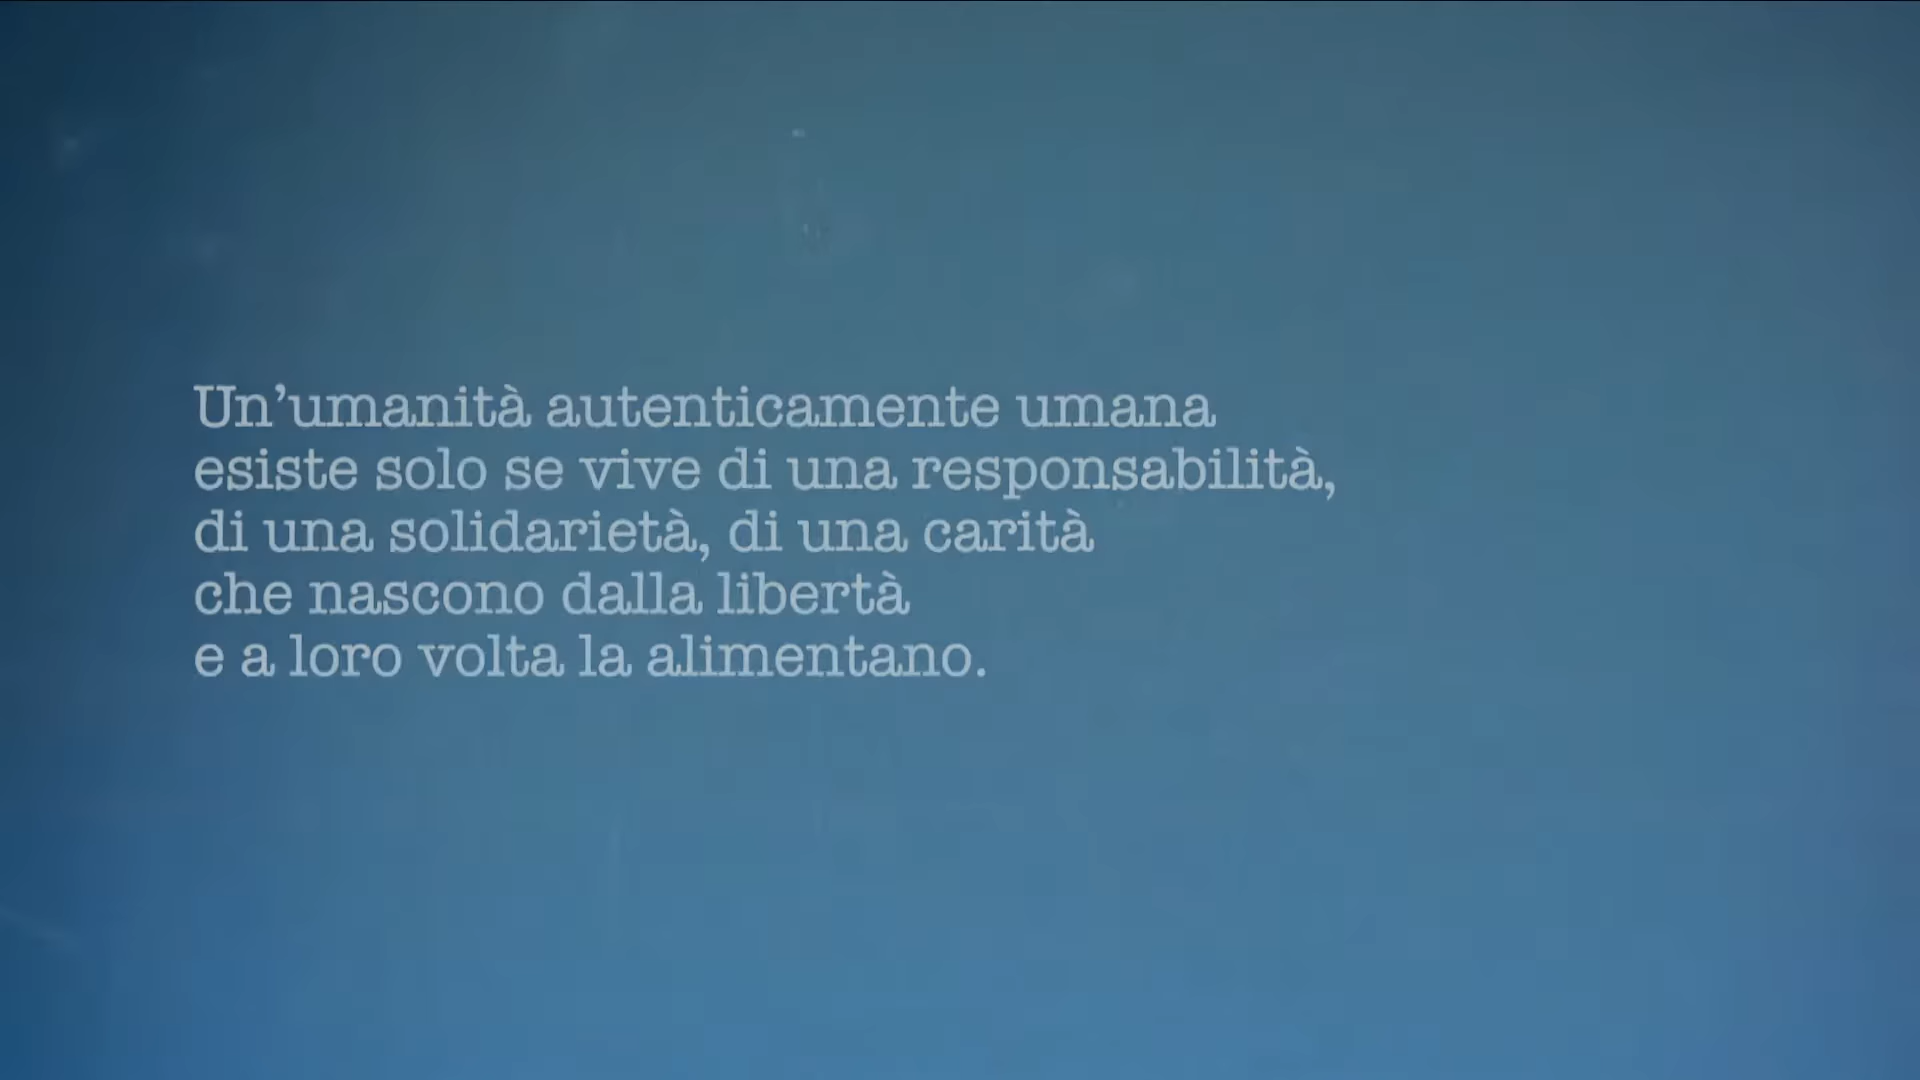 Un’umanità autenticamente umana
esiste solo se vive di una responsabilità,
di una solidarietà, di una carità
che nascono dalla libertà
e a loro volta la alimentano.